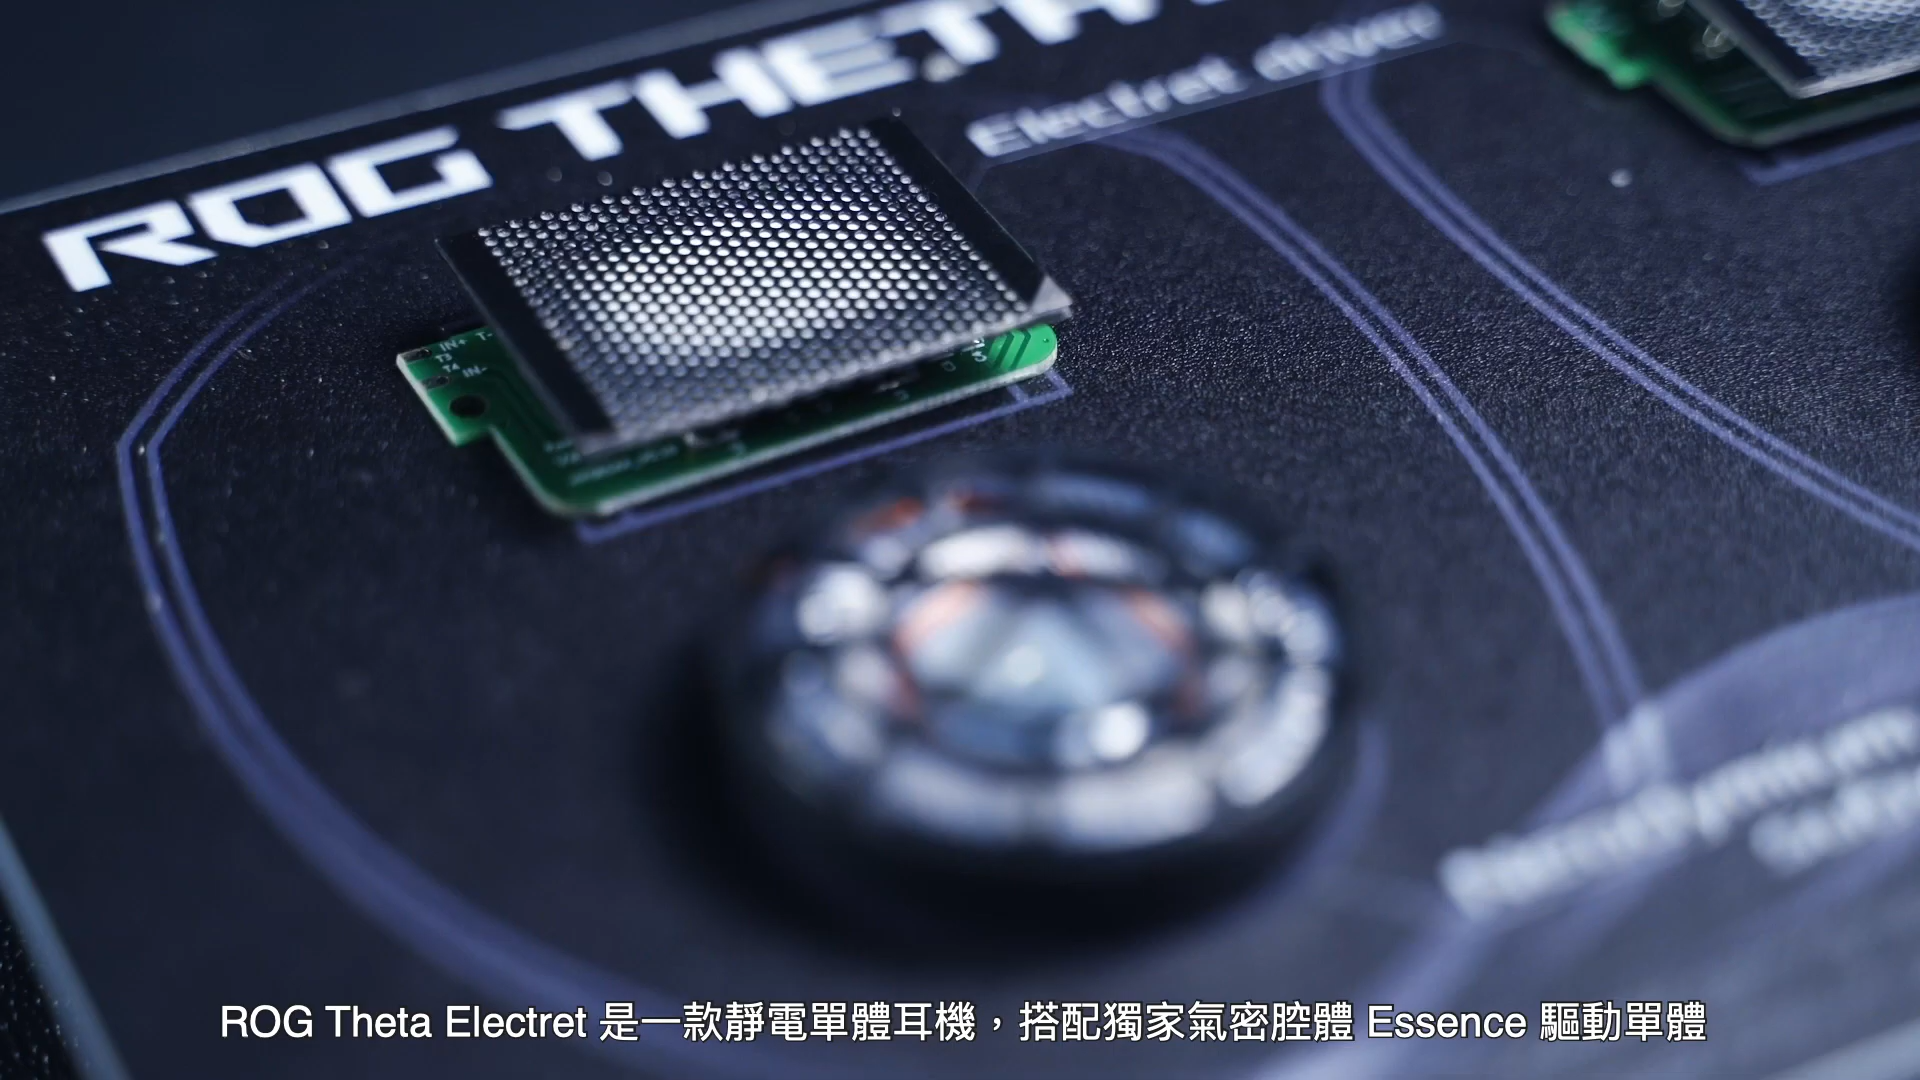 ROG THETA
Electret driver
IN+ T-
T3
T4 IN-
ROG Theta Electret 是一款靜電單體耳機，搭配獨家氣密腔體 Essence 驅動單體